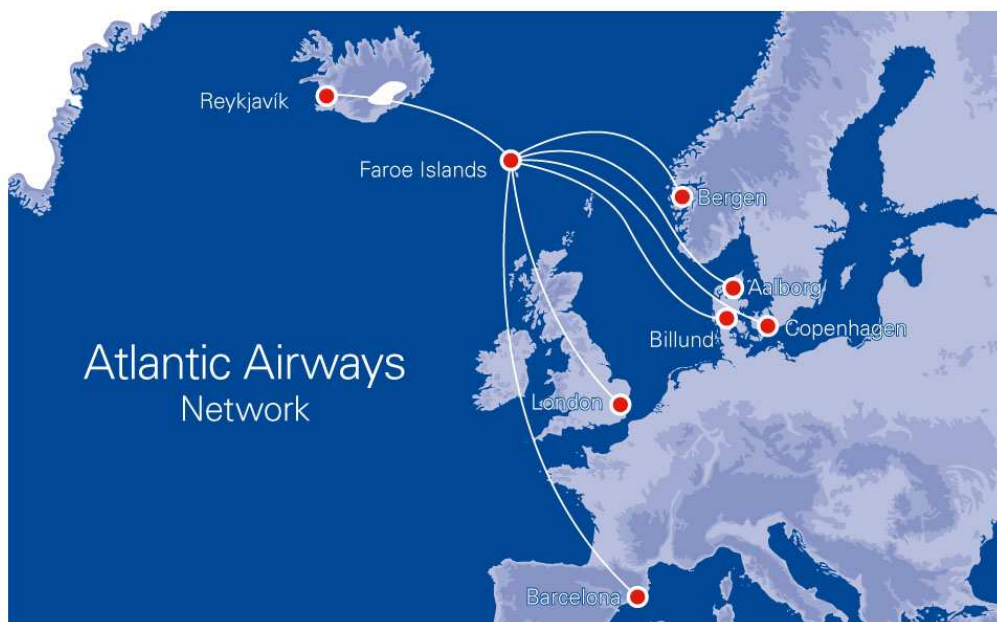 Reykjavík
Faroe Islands
Bergen
Aalborg
Billund
Copenhagen
Atlantic Airways
Network
London
Barcelona